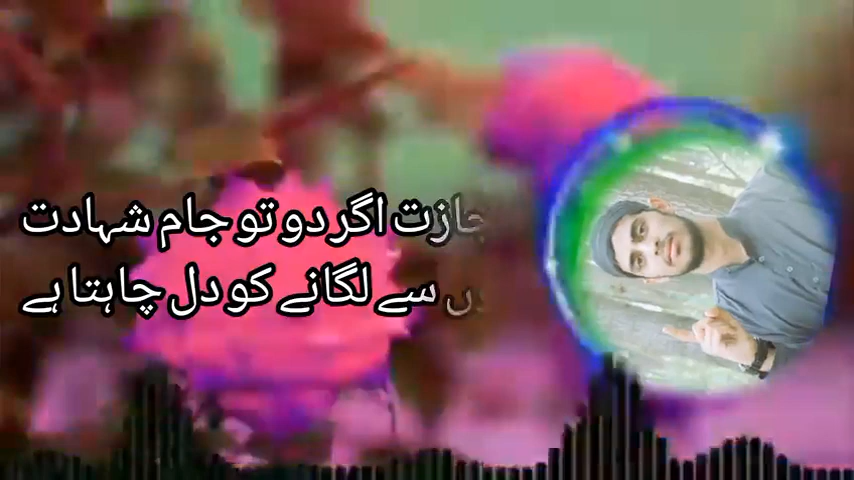 اگر دو تو جام شہادت
سے لگانے کو دل چاہتا ہے